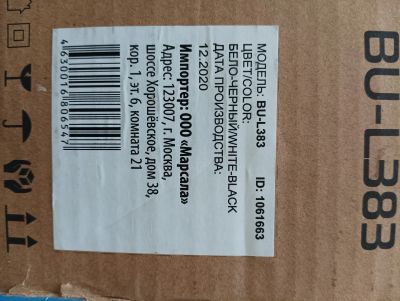 BU-L383
МОДЕЛЬ: BU-L383 ID: 1061663
ЦВЕТ/COLOR:
БЕЛО-ЧЕРНЫЙ/WHITE-BLACK
ДАТА ПРОИЗВОДСТВА:
12.2020
Импортер: ООО «Марсала»
Адрес: 123007, г. Москва,
шоссе Хорошёвское, дом 38,
кор. 1, эт. 6, комната 21
4630016806547